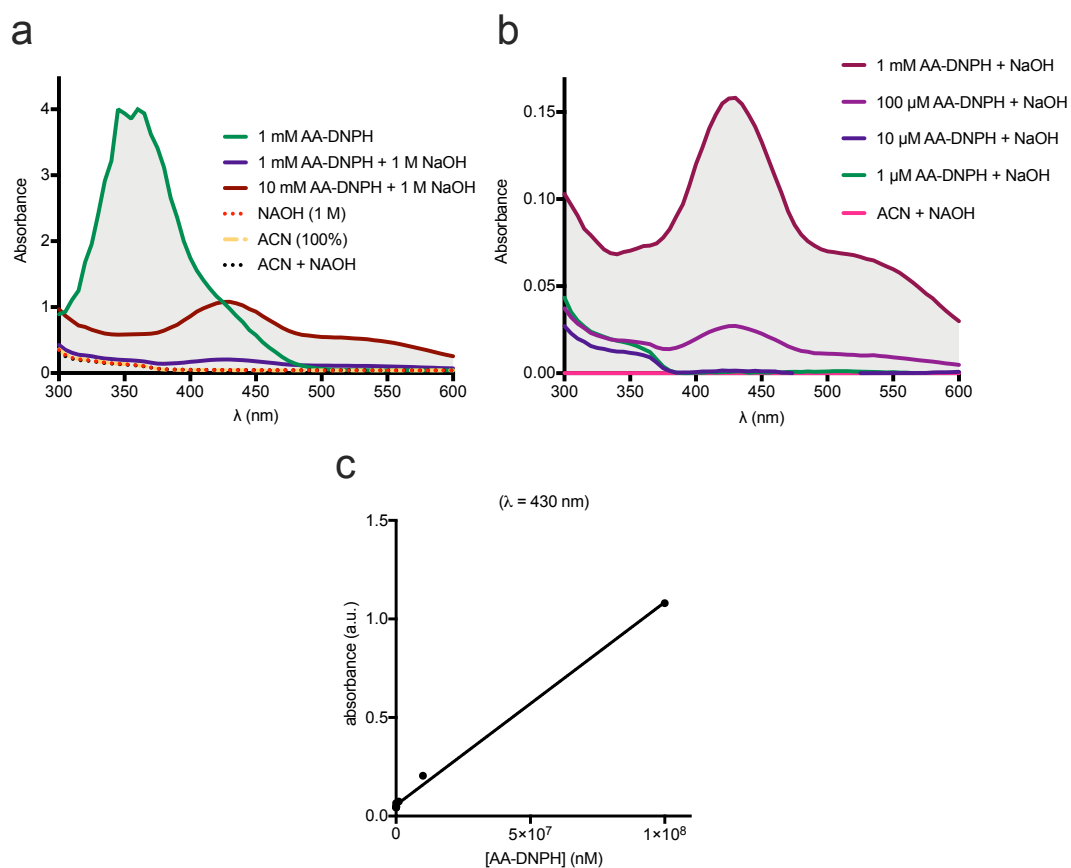 a
4
3
2
1
0
Absorbance
300
350
400
450
500
550
600
λ (nm)
1 mM AA-DNPH
1 mM AA-DNPH + 1 M NaOH
10 mM AA-DNPH + 1 M NaOH
NAOH (1 M)
ACN (100%)
ACN + NAOH
b
0.15
0.10
0.05
0.00
Absorbance
300
350
400
450
500
550
600
λ (nm)
1 mM AA-DNPH + NaOH
100 µM AA-DNPH + NaOH
10 µM AA-DNPH + NaOH
1 µM AA-DNPH + NaOH
ACN + NAOH
c
(λ = 430 nm)
1.5
1.0
0.5
0.0
absorbance (a.u.)
0
5×10⁷
1×10⁸
[AA-DNPH] (nM)